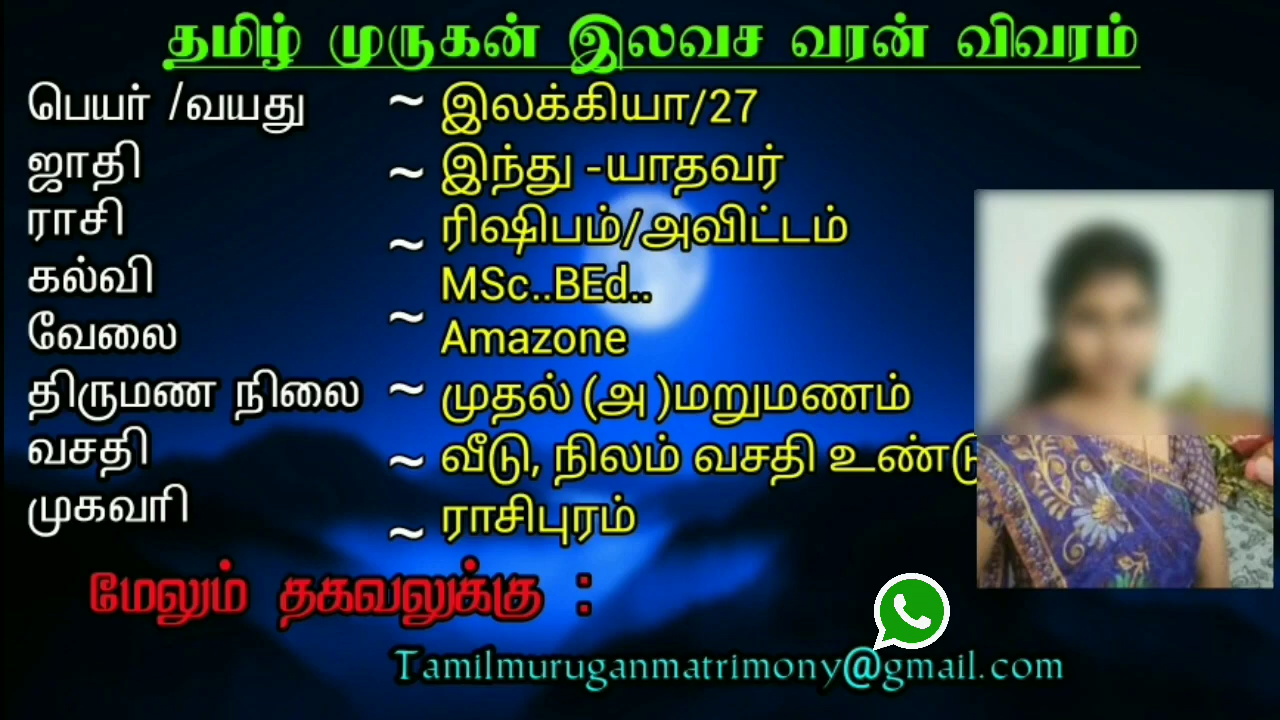 தமிழ் முருகன் இலவச வரன் விவரம்
பெயர் /வயது ~ இலக்கியா/27
ஜாதி ~ இந்து -யாதவர்
ராசி ~ ரிஷிபம்/அவிட்டம்
கல்வி ~ MSc..BEd..
வேலை Amazone
திருமண நிலை ~ முதல் (அ )மறுமணம்
வசதி ~ வீடு, நிலம் வசதி உண்டு
முகவரி ~ ராசிபுரம்
மேலும் தகவலுக்கு :
Tamilmuruganmatrimony@gmail.com